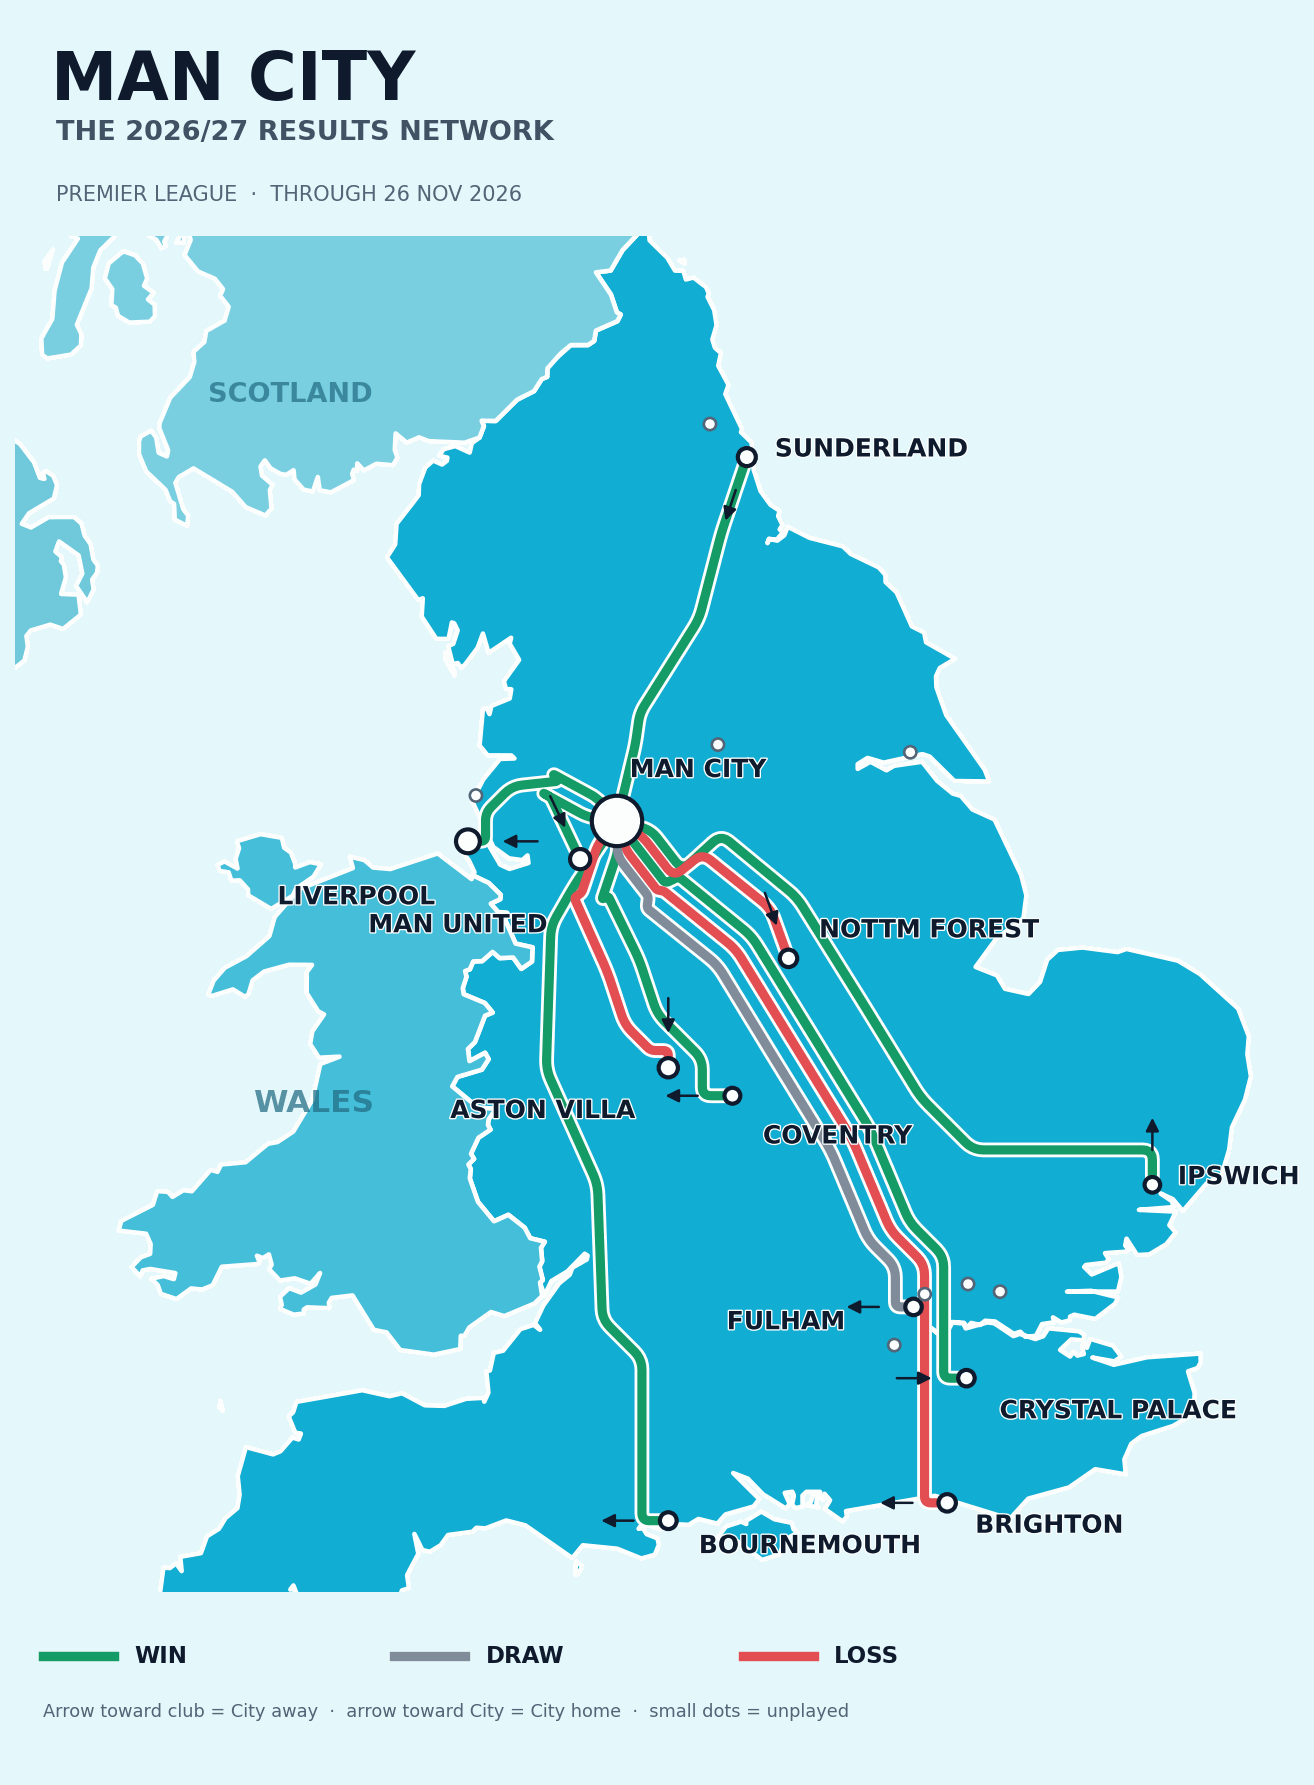 MAN CITY
THE 2026/27 RESULTS NETWORK
PREMIER LEAGUE · THROUGH 26 NOV 2026
SCOTLAND
SUNDERLAND
MAN CITY
LIVERPOOL
MAN UNITED
NOTTM FOREST
WALES
ASTON VILLA
COVENTRY
IPSWICH
FULHAM
CRYSTAL PALACE
BRIGHTON
BOURNEMOUTH
WIN
DRAW
LOSS
Arrow toward club = City away · arrow toward City = City home · small dots = unplayed